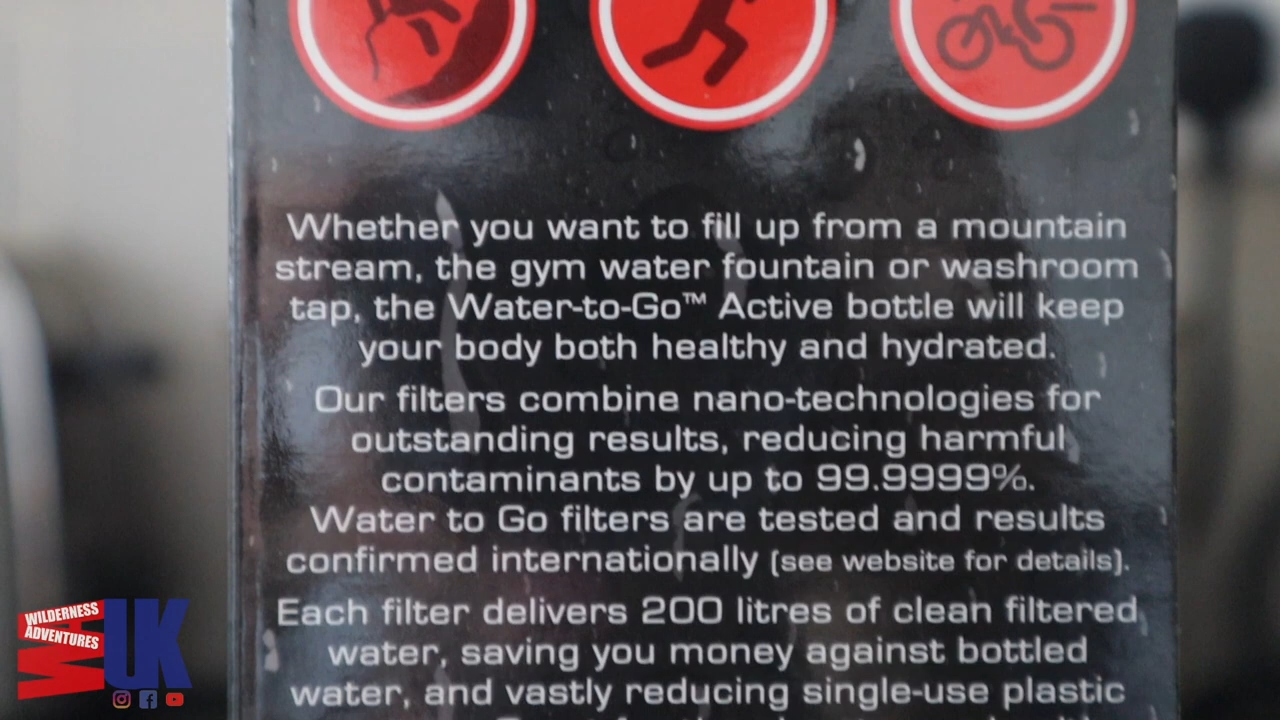 Whether you want to fill up from a mountain
stream, the gym water fountain or washroom
tap, the Water-to-Go™ Active bottle will keep
your body both healthy and hydrated.
Our filters combine nano-technologies for
outstanding results, reducing harmful
contaminants by up to 99.9999%.
Water to Go filters are tested and results
confirmed internationally (see website for details).
Each filter delivers 200 litres of clean filtered
water, saving you money against bottled
water, and vastly reducing single-use plastic
WILDERNESS
ADVENTURES
UK